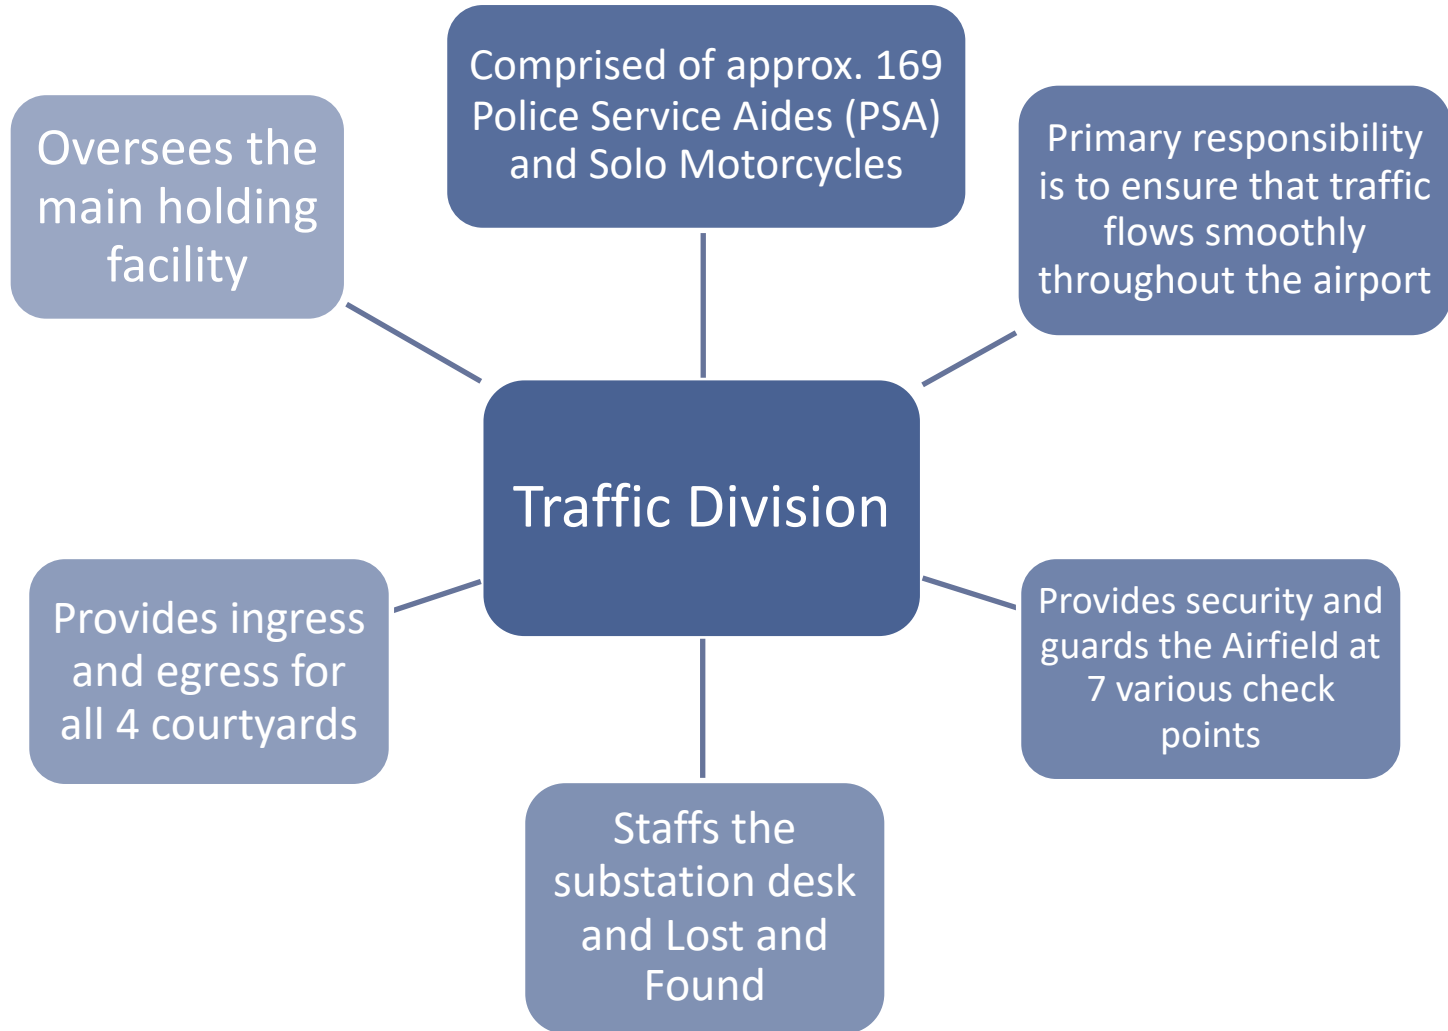 Comprised of approx. 169
Police Service Aides (PSA)
and Solo Motorcycles
Primary responsibility
is to ensure that traffic
flows smoothly
throughout the airport
Provides security and
guards the Airfield at
7 various check
points
Staffs the
substation desk
and Lost and
Found
Provides ingress
and egress for
all 4 courtyards
Oversees the
main holding
facility
Traffic Division